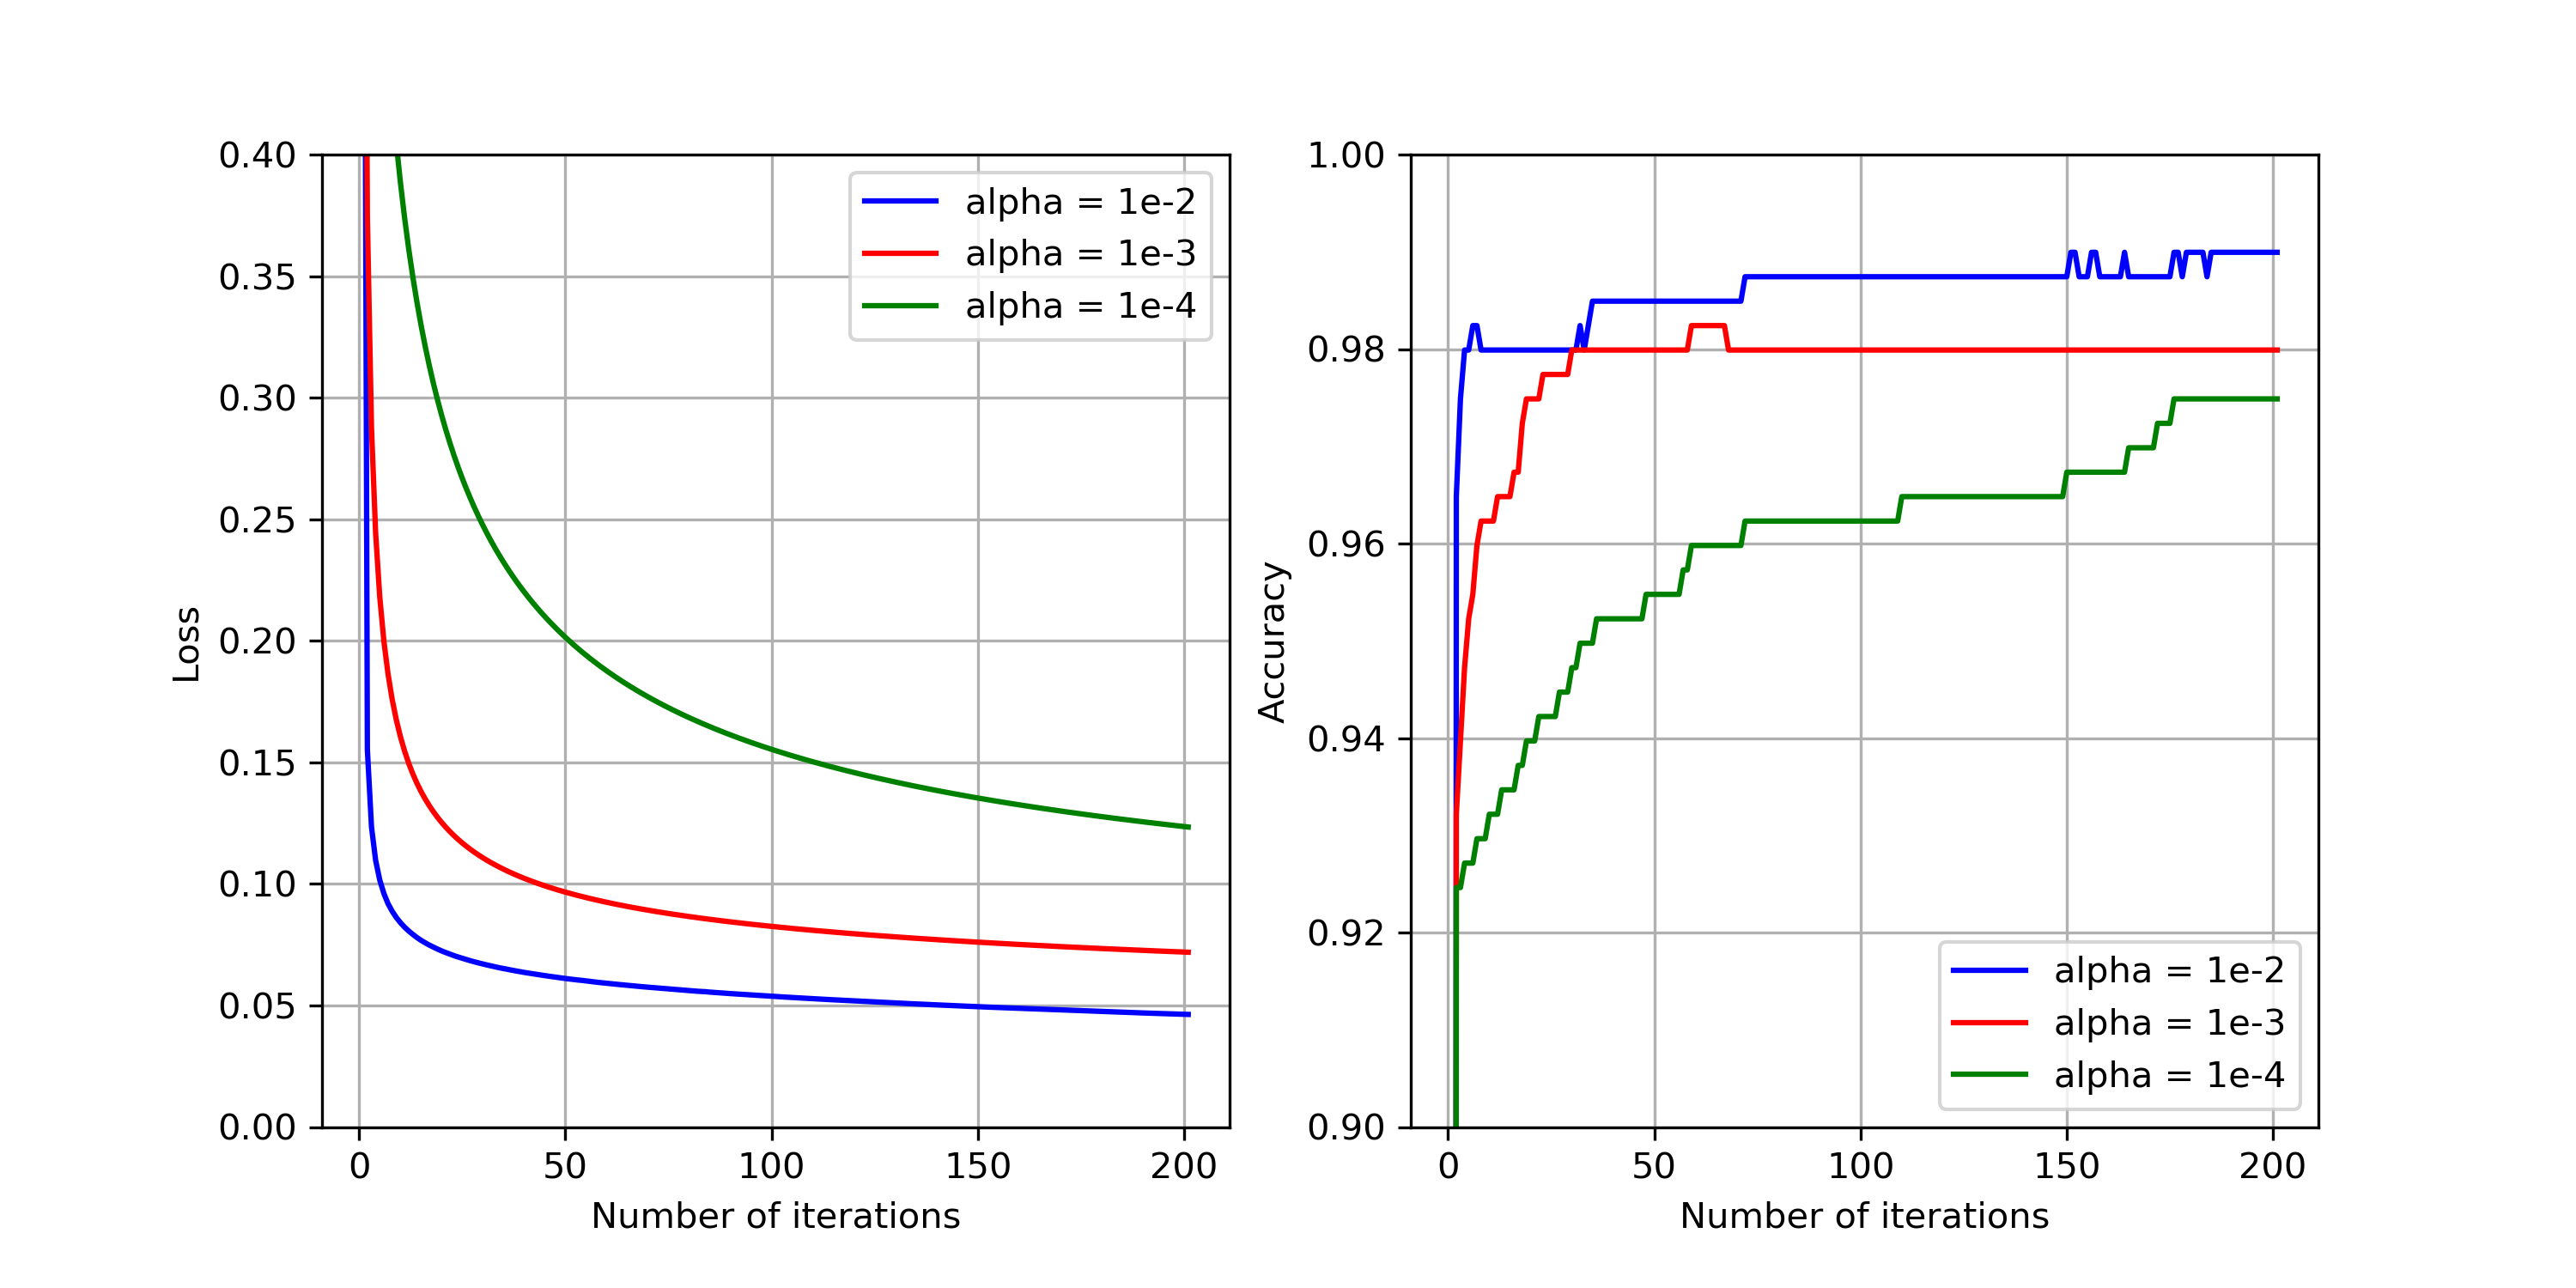 0.40
0.35
0.30
0.25
0.20
0.15
0.10
0.05
0.00
Loss
0 50 100 150 200
Number of iterations
alpha = 1e-2
alpha = 1e-3
alpha = 1e-4
1.00
0.98
0.96
0.94
0.92
0.90
Accuracy
0 50 100 150 200
Number of iterations
alpha = 1e-2
alpha = 1e-3
alpha = 1e-4